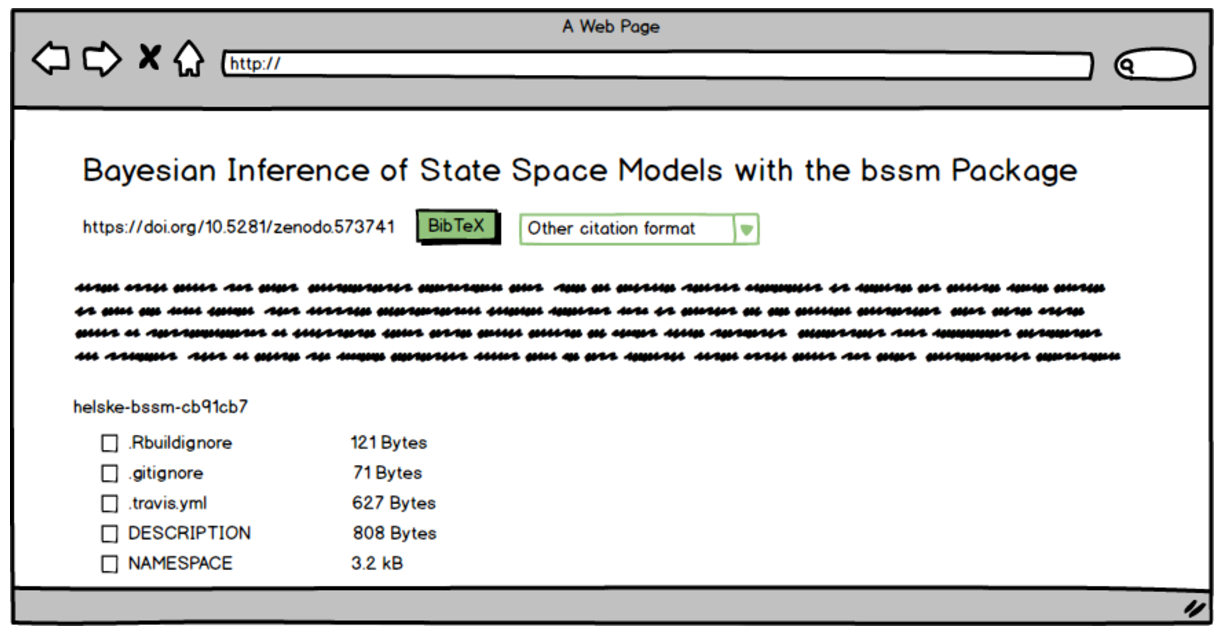 A Web Page
http://
Bayesian Inference of State Space Models with the bssm Package
https://doi.org/10.5281/zenodo.573741 BibTeX Other citation format
helske-bssm-cb91cb7
.Rbuildignore 121 Bytes
.gitignore 71 Bytes
.travis.yml 627 Bytes
DESCRIPTION 808 Bytes
NAMESPACE 3.2 kB